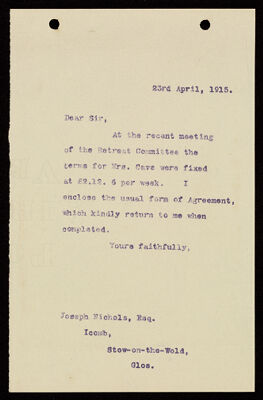 23rd April, 1915.
Dear Sir,
At the recent meeting
of the Retreat Committee the
terms for Mrs. Cave were fixed
at £2.12. 6 per week. I
enclose the usual form of Agreement,
which kindly return to me when
completed.
Yours faithfully,
Joseph Nichols, Esq.
Icomb,
Stow-on-the-Wold,
Glos.